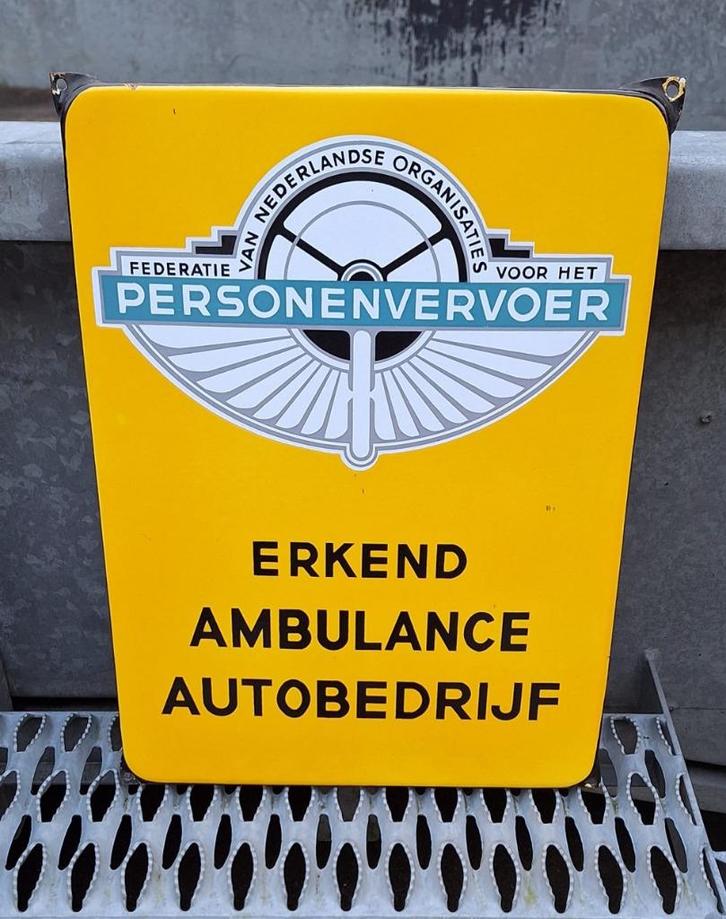 FEDERATIE VAN NEDERLANDSE ORGANISATIES VOOR HET
PERSONENVERVOER
ERKEND
AMBULANCE
AUTOBEDRIJF